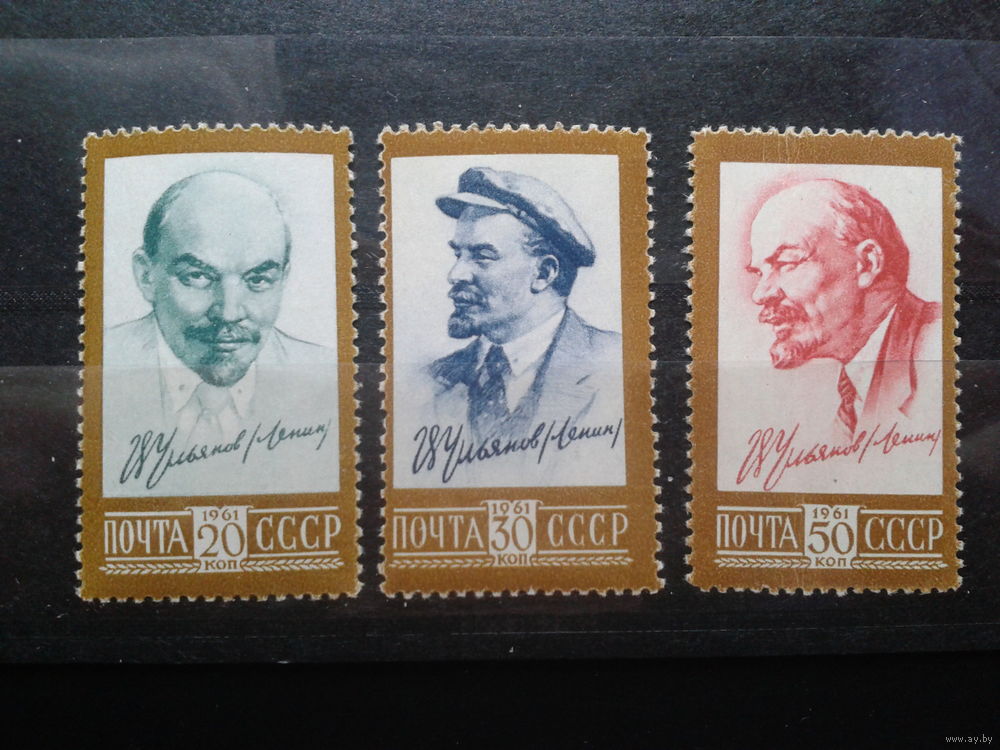 В Ульянов (Ленин)
ПОЧТА 1961 20 КОП СССР
В Ульянов (Ленин)
ПОЧТА 1961 30 КОП СССР
В Ульянов (Ленин)
ПОЧТА 1961 50 КОП СССР
www.ay.by